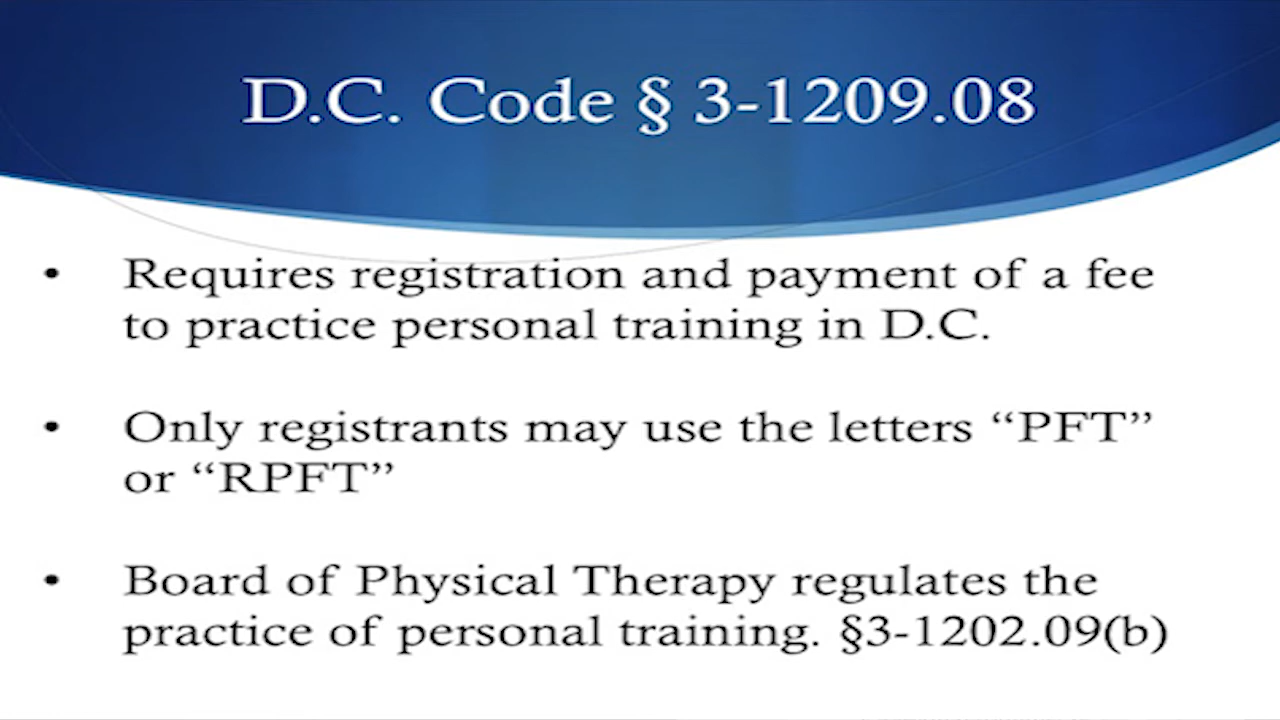 D.C. Code § 3-1209.08
• Requires registration and payment of a fee
to practice personal training in D.C.
• Only registrants may use the letters “PFT”
or “RPFT”
• Board of Physical Therapy regulates the
practice of personal training. §3-1202.09(b)